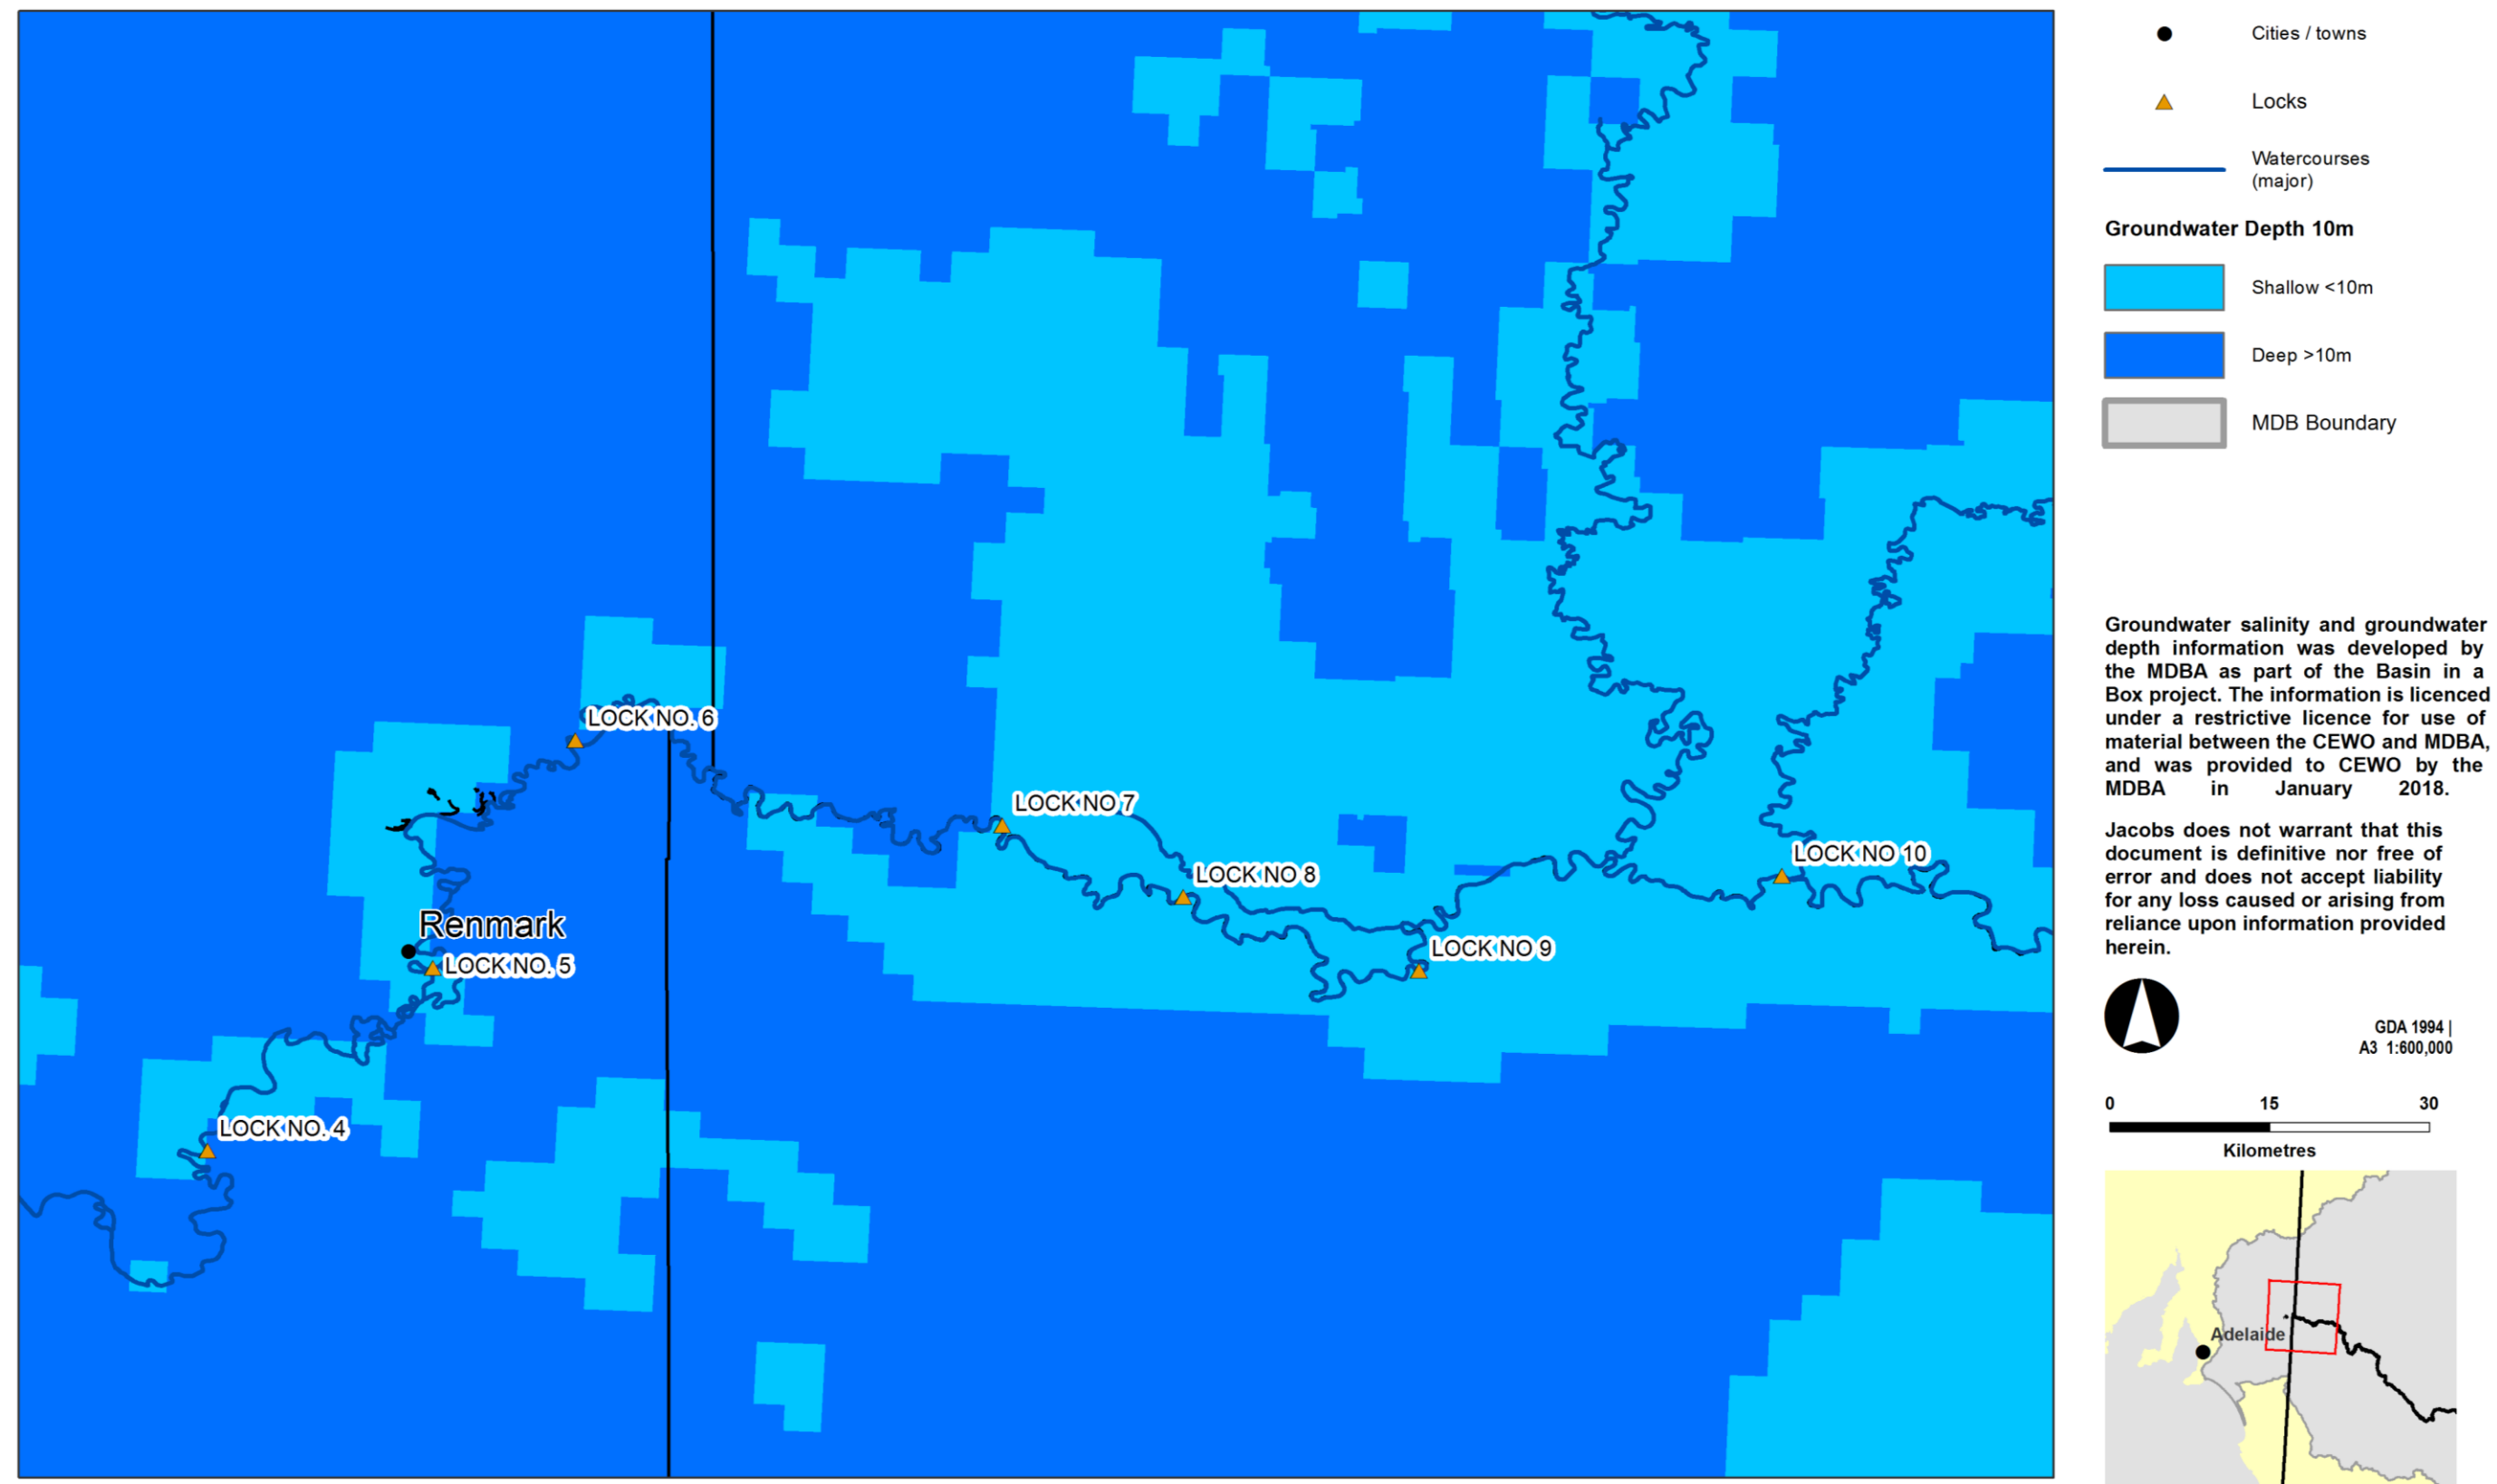 LOCK NO. 6
LOCK NO 7
LOCK NO 8
LOCK NO 10
Renmark
LOCK NO 9
LOCK NO. 5
LOCK NO. 4
Cities / towns
Locks
Watercourses
(major)
Groundwater Depth 10m
Shallow <10m
Deep >10m
MDB Boundary
Groundwater salinity and groundwater
depth information was developed by
the MDBA as part of the Basin in a
Box project. The information is licenced
under a restrictive licence for use of
material between the CEWO and MDBA,
and was provided to CEWO by the
MDBA in January 2018.
Jacobs does not warrant that this
document is definitive nor free of
error and does not accept liability
for any loss caused or arising from
reliance upon information provided
herein.
GDA 1994 |
A3 1:600,000
0 15 30
Kilometres
Adelaide